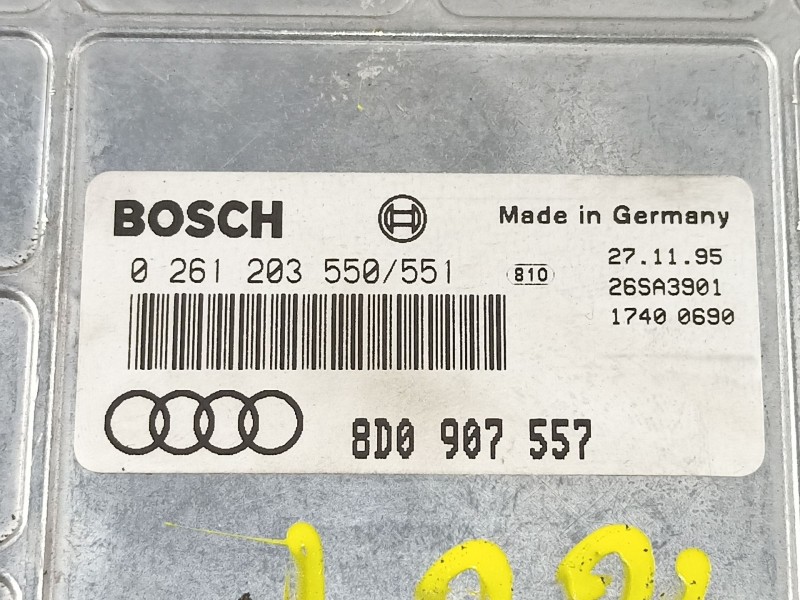 BOSCH
Made in Germany
0 261 203 550/551
810
27.11.95
26SA3901
1740 0690
8D0 907 557